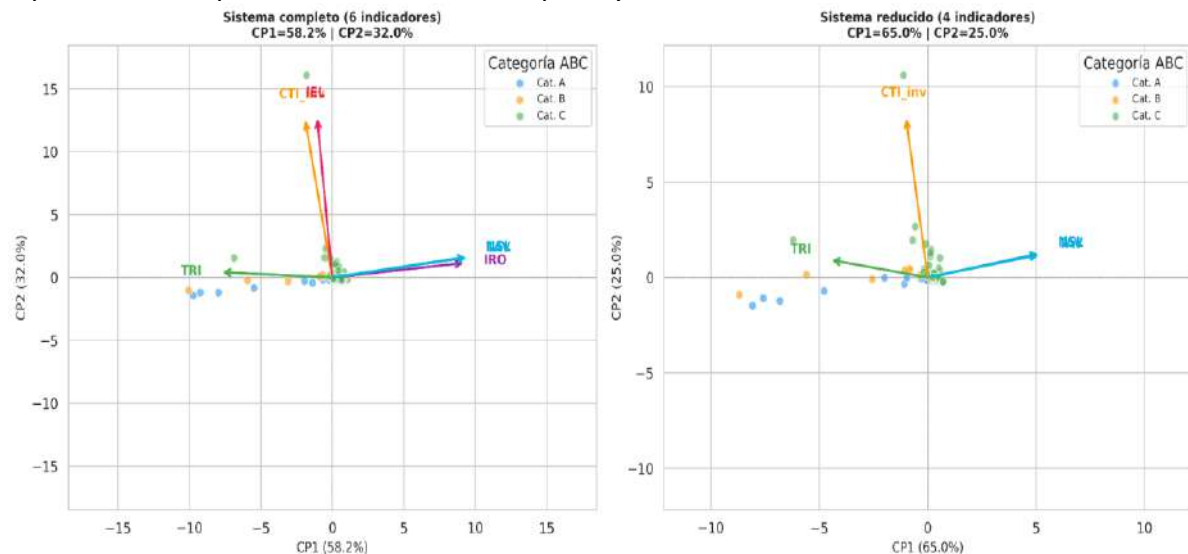 Sistema completo (6 indicadores)
CP1=58.2% | CP2=32.0%
Categoría ABC
Cat. A
Cat. B
Cat. C
TRI
IRO
CP2 (32.0%)
15
10
5
0
−5
−10
−15
−15
−10
−5
0
5
10
15
CP1 (58.2%)
Sistema reducido (4 indicadores)
CP1=65.0% | CP2=25.0%
Categoría ABC
Cat. A
Cat. B
Cat. C
CTI_inv
TRI
CP2 (25.0%)
10
5
0
−5
−10
−10
−5
0
5
10
CP1 (65.0%)